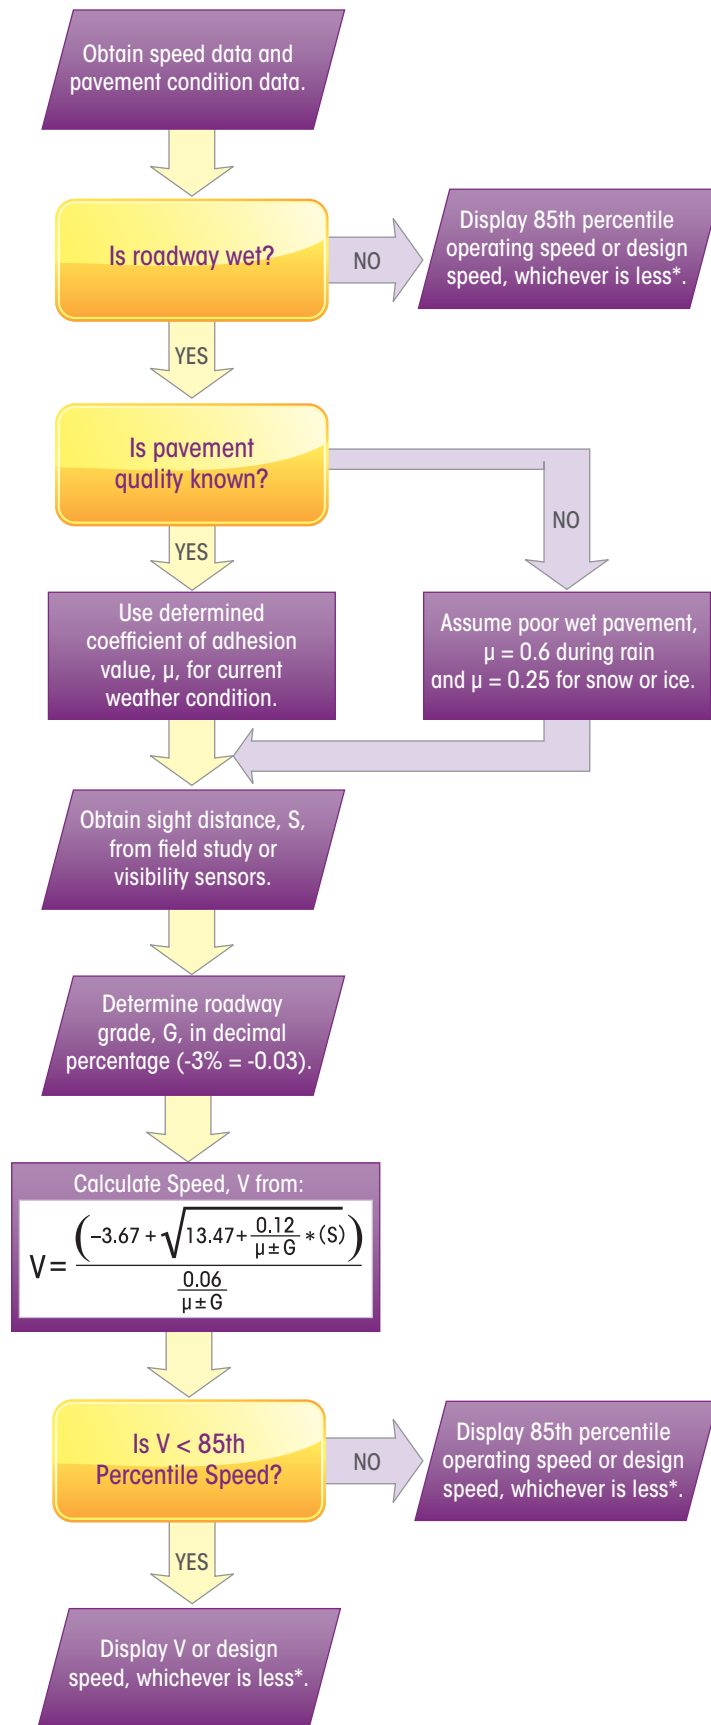 Obtain speed data and
pavement condition data.
Is roadway wet?
NO
Display 85th percentile
operating speed or design
speed, whichever is less*.
YES
Is pavement
quality known?
NO
YES
Use determined
coefficient of adhesion
value, μ, for current
weather condition.
Assume poor wet pavement,
μ = 0.6 during rain
and μ = 0.25 for snow or ice.
Obtain sight distance, S,
from field study or
visibility sensors.
Determine roadway
grade, G, in decimal
percentage (-3% = -0.03).
Calculate Speed, V from:
V = (–3.67 + √13.47+ 0.12/μ ± G *(S)) / 0.06/μ ± G
Is V < 85th
Percentile Speed?
NO
Display 85th percentile
operating speed or design
speed, whichever is less*.
YES
Display V or design
speed, whichever is less*.